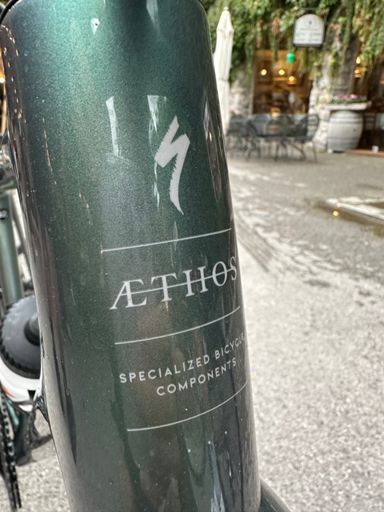 ÆTHOS
SPECIALIZED BICYCLE
COMPONENTS